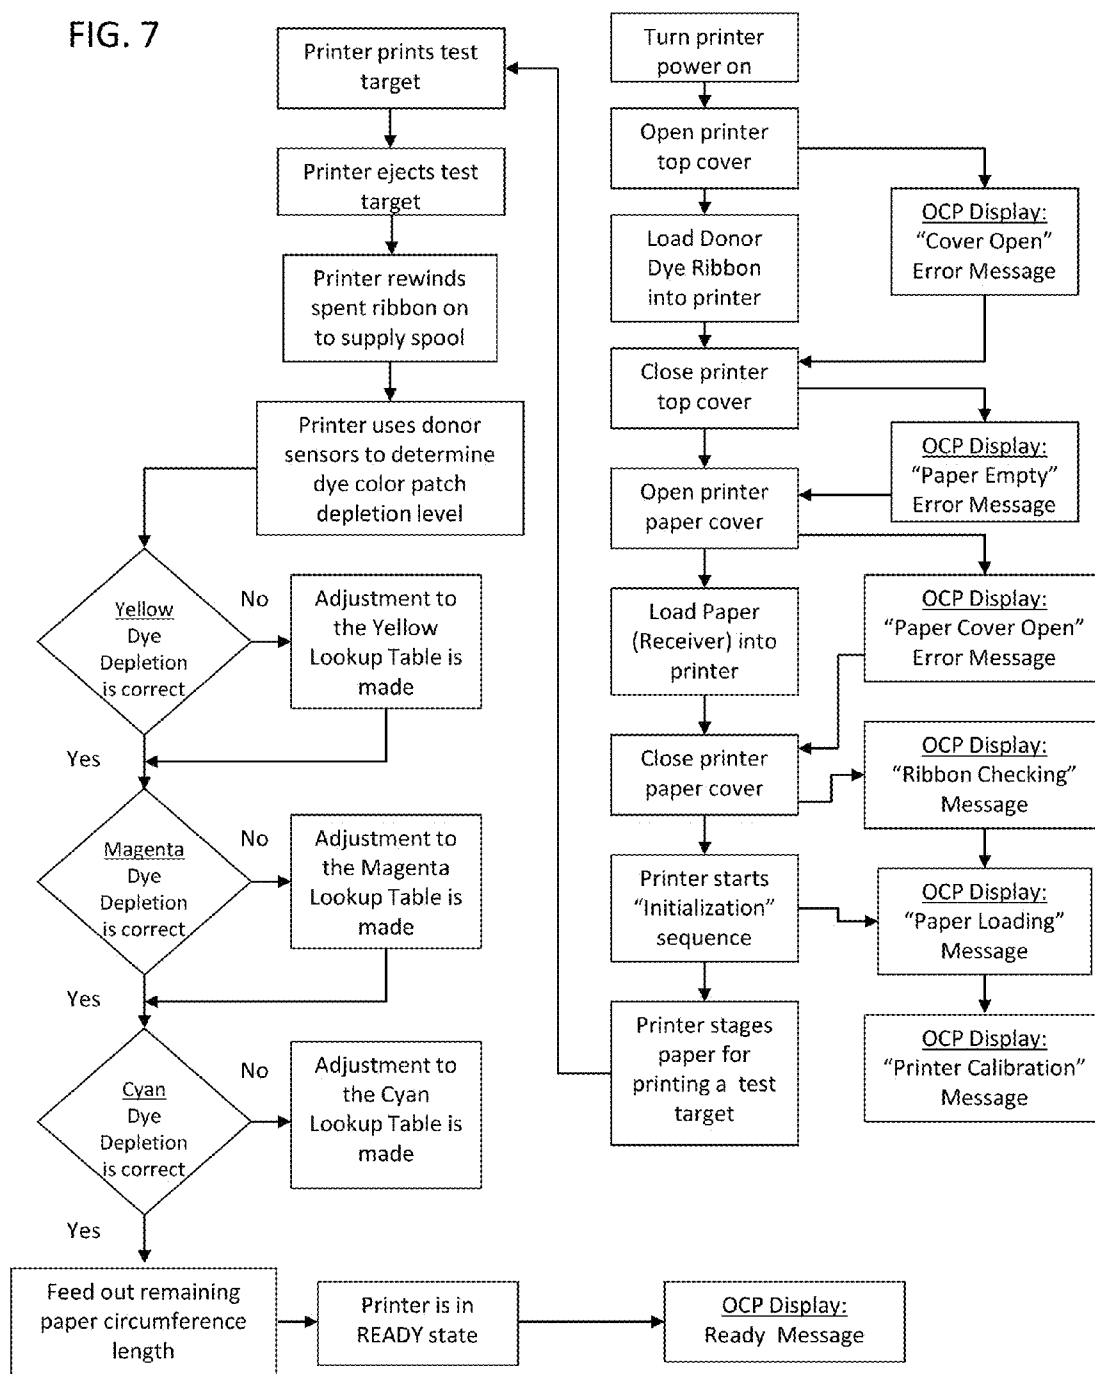 FIG. 7
Turn printer
power on
Open printer
top cover
OCP Display:
“Cover Open”
Error Message
Load Donor
Dye Ribbon
into printer
Close printer
top cover
OCP Display:
“Paper Empty”
Error Message
Open printer
paper cover
OCP Display:
“Paper Cover Open”
Error Message
Load Paper
(Receiver) into
printer
Close printer
paper cover
OCP Display:
“Ribbon Checking”
Message
Printer starts
“Initialization”
sequence
OCP Display:
“Paper Loading”
Message
OCP Display:
“Printer Calibration”
Message
Printer stages
paper for
printing a test
target
Printer prints test
target
Printer ejects test
target
Printer rewinds
spent ribbon on
to supply spool
Printer uses donor
sensors to determine
dye color patch
depletion level
Yellow
Dye
Depletion
is correct
No
Adjustment to
the Yellow
Lookup Table is
made
Yes
Magenta
Dye
Depletion
is correct
No
Adjustment to
the Magenta
Lookup Table is
made
Yes
Cyan
Dye
Depletion
is correct
No
Adjustment to
the Cyan
Lookup Table is
made
Yes
Feed out remaining
paper circumference
length
Printer is in
READY state
OCP Display:
Ready Message